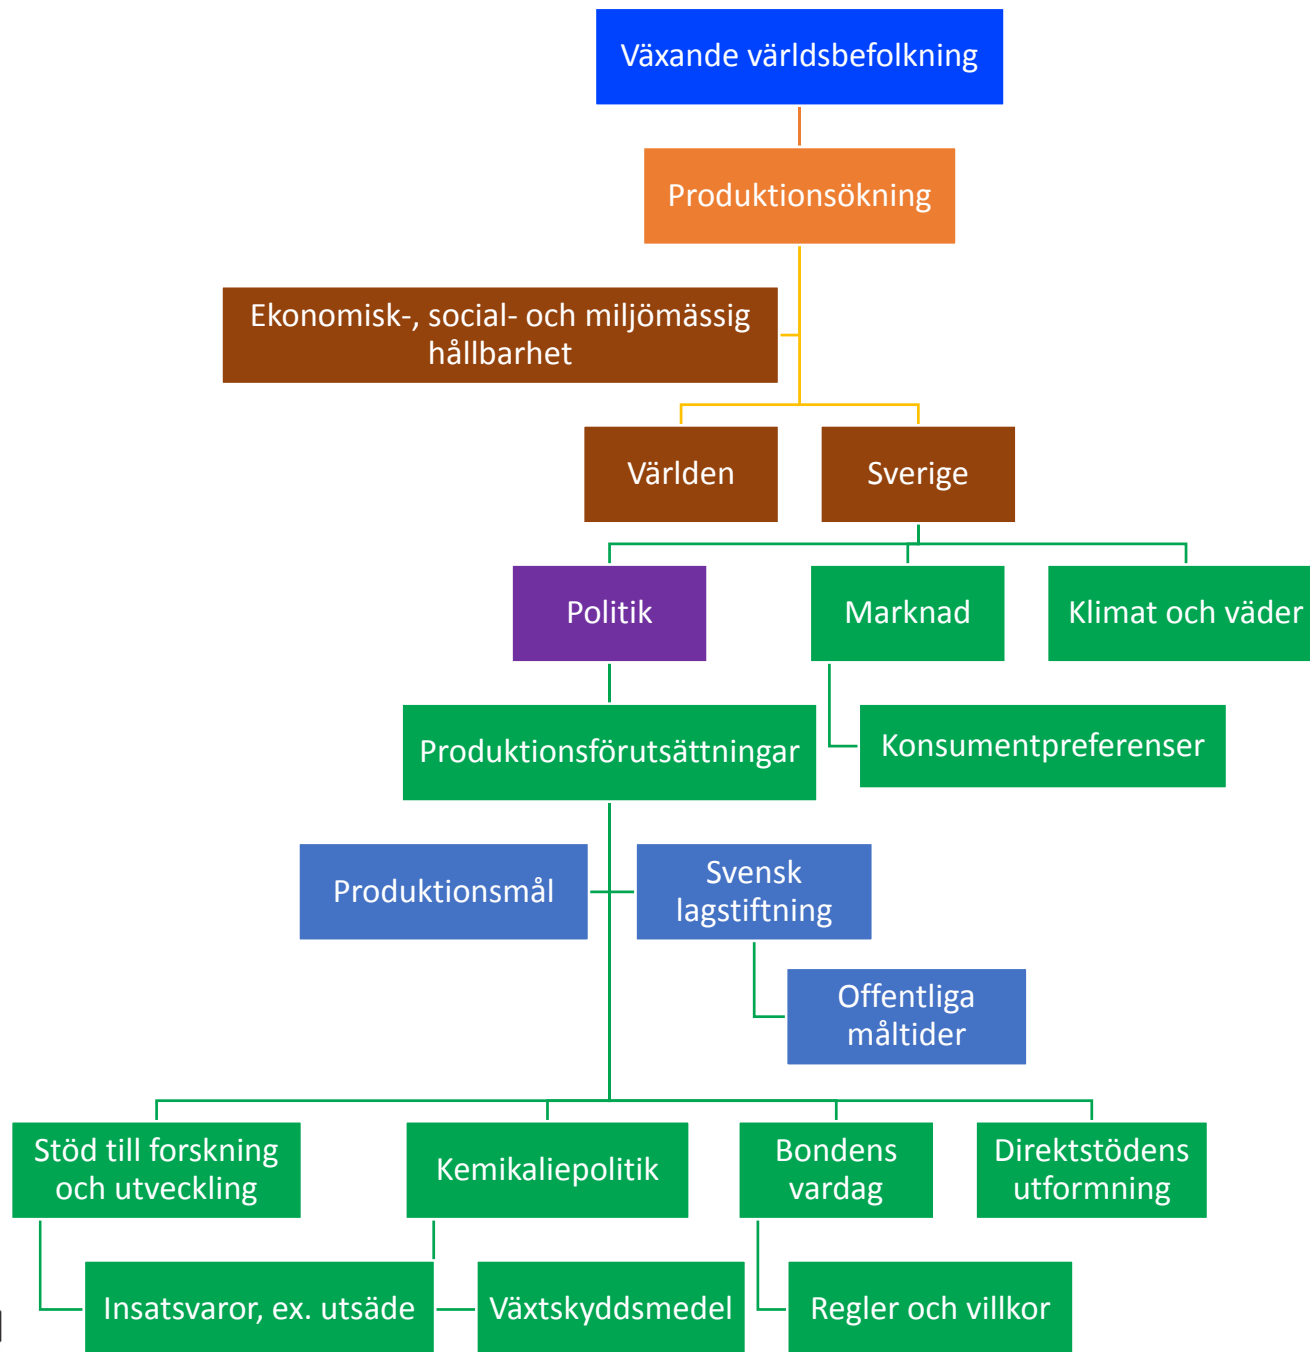 Växande världsbefolkning
Produktionsökning
Ekonomisk-, social- och miljömässig
hållbarhet
Världen
Sverige
Politik
Marknad
Klimat och väder
Produktionsförutsättningar
Konsumentpreferenser
Produktionsmål
Svensk
lagstiftning
Offentliga
måltider
Stöd till forskning
och utveckling
Kemikaliepolitik
Bondens
vardag
Direktstödens
utformning
Insatsvaror, ex. utsäde
Växtskyddsmedel
Regler och villkor